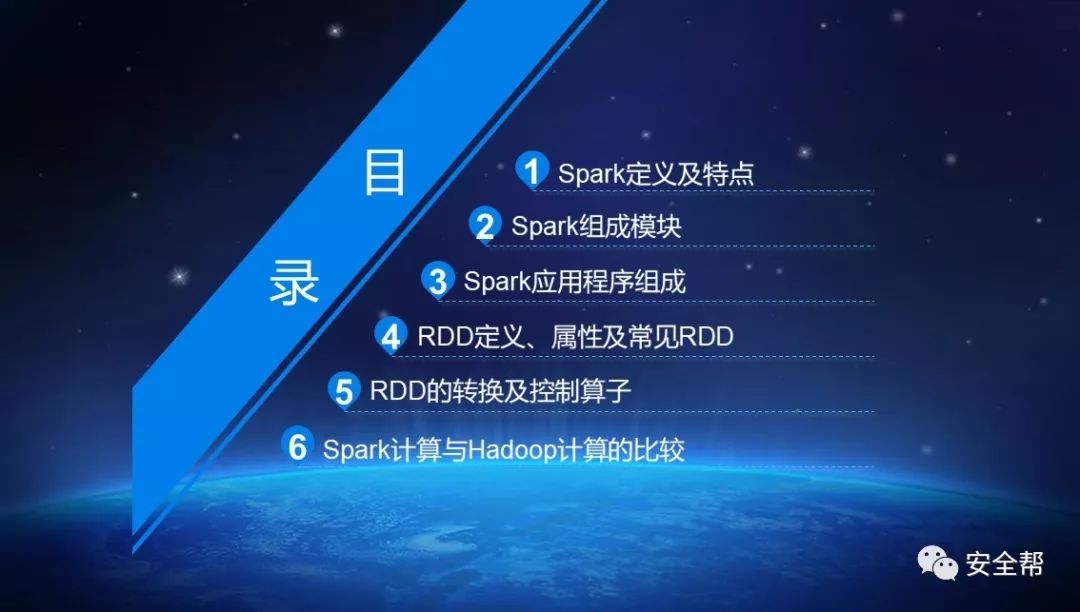 目
录
1 Spark定义及特点
2 Spark组成模块
3 Spark应用程序组成
4 RDD定义、属性及常见RDD
5 RDD的转换及控制算子
6 Spark计算与Hadoop计算的比较
安全帮